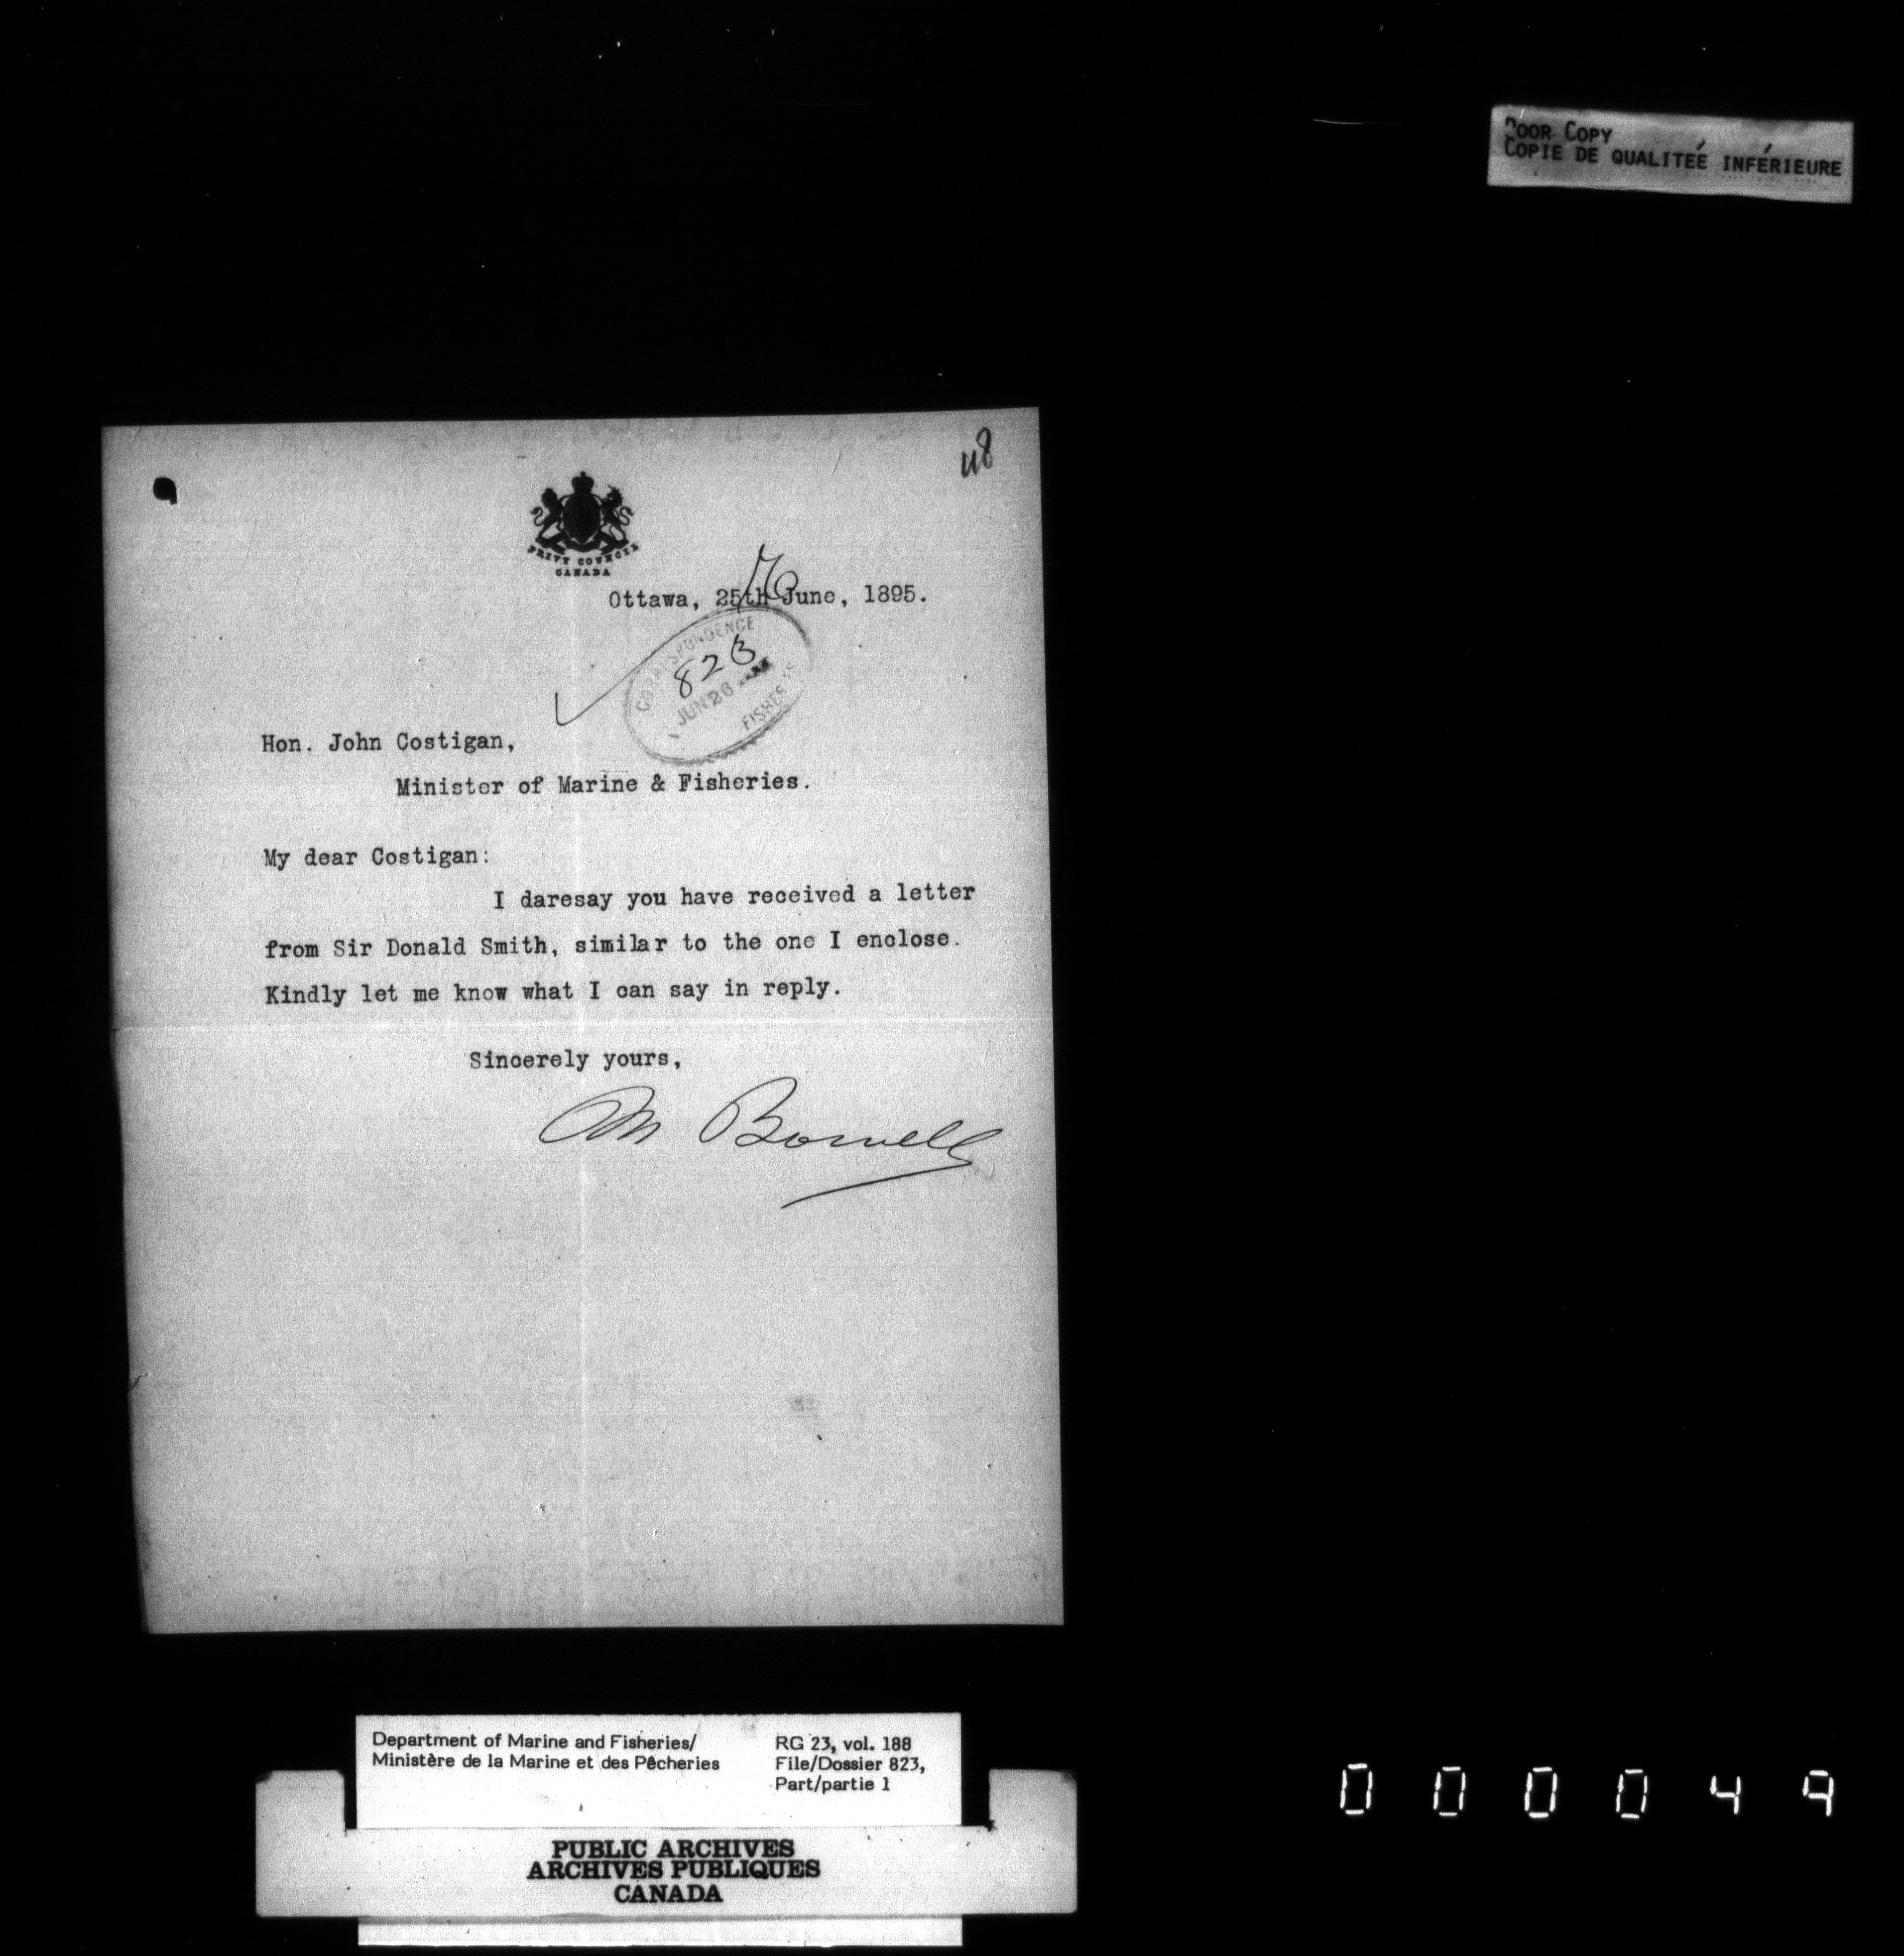 POOR COPY
COPIE DE QUALITEÉ INFÉRIEURE
118
PRIVY COUNCIL
CANADA
Ottawa, 25th June, 1895.
CORRESPONDENCE
823
JUN 26
FISHERIES
Hon. John Costigan,
Minister of Marine & Fisheries.
My dear Costigan:
I daresay you have received a letter
from Sir Donald Smith, similar to the one I enclose.
Kindly let me know what I can say in reply.
Sincerely yours,
M Bowell
Department of Marine and Fisheries/
Ministère de la Marine et des Pêcheries
RG 23, vol. 188
File/Dossier 823,
Part/partie 1
PUBLIC ARCHIVES
ARCHIVES PUBLIQUES
CANADA
000049